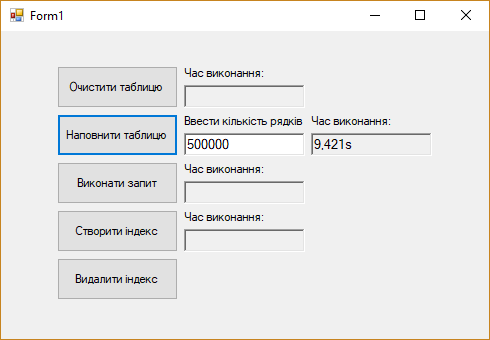 Form1
Час виконання:
Очистити таблицю
Ввести кількість рядків Час виконання:
Наповнити таблицю 500000 9,421s
Час виконання:
Виконати запит
Час виконання:
Створити індекс
Видалити індекс